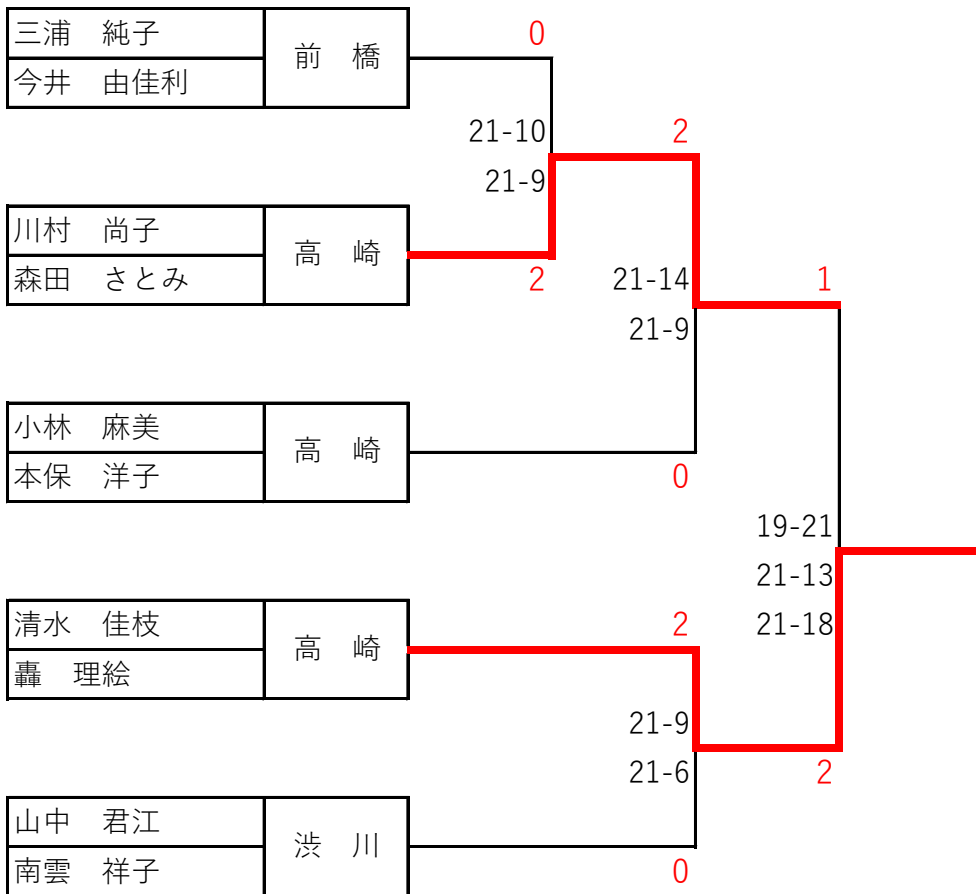 三浦　純子
今井　由佳利
前　橋
0
21-10
21-9
2
川村　尚子
森田　さとみ
高　崎
2
21-14
21-9
1
小林　麻美
本保　洋子
高　崎
0
19-21
21-13
21-18
清水　佳枝
轟　理絵
高　崎
2
21-9
21-6
2
山中　君江
南雲　祥子
渋　川
0